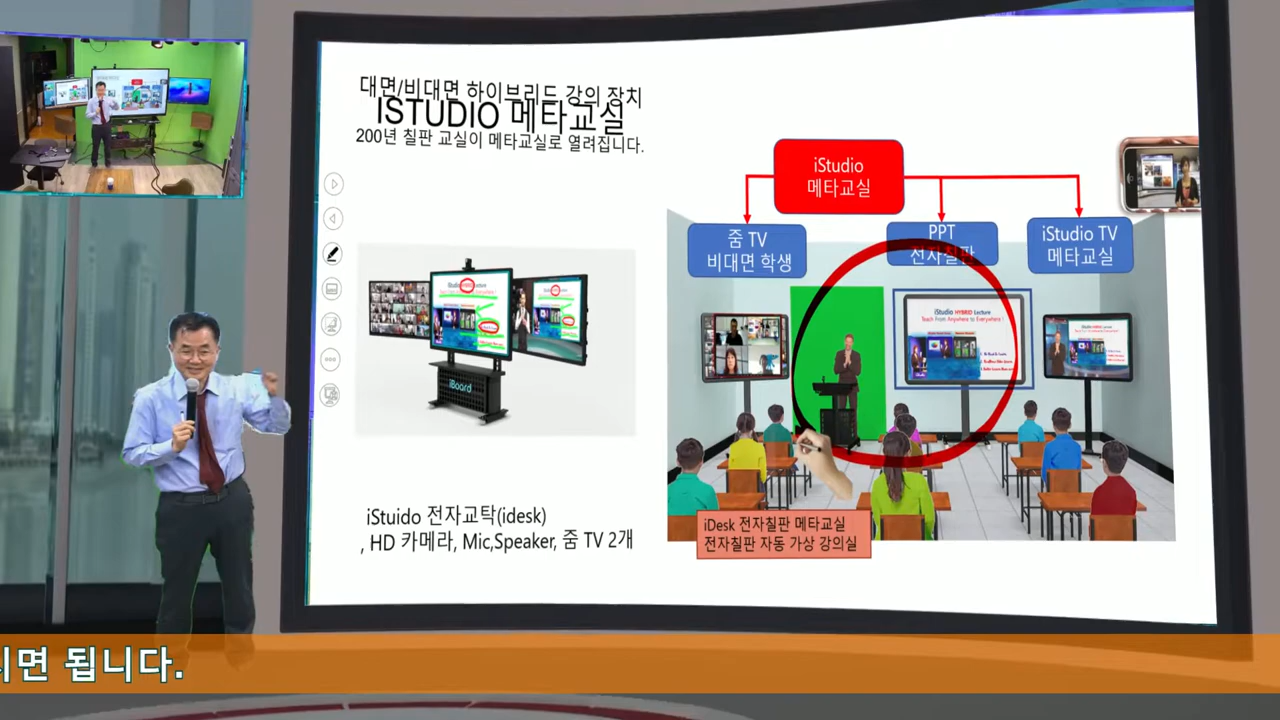 대면/비대면 하이브리드 강의 장치
ISTUDIO 메타교실
200년 칠판 교실이 메타교실로 열려집니다.
iStudio
메타교실
줌 TV
비대면 학생
PPT
전자칠판
iStudio TV
메타교실
iStudio HYBRID Lecture
Teach From Anywhere to Everywhere !
iBoard
iStuido 전자교탁(idesk)
, HD 카메라, Mic,Speaker, 줌 TV 2개
iDesk 전자칠판 메타교실
전자칠판 자동 가상 강의실
면 됩니다.